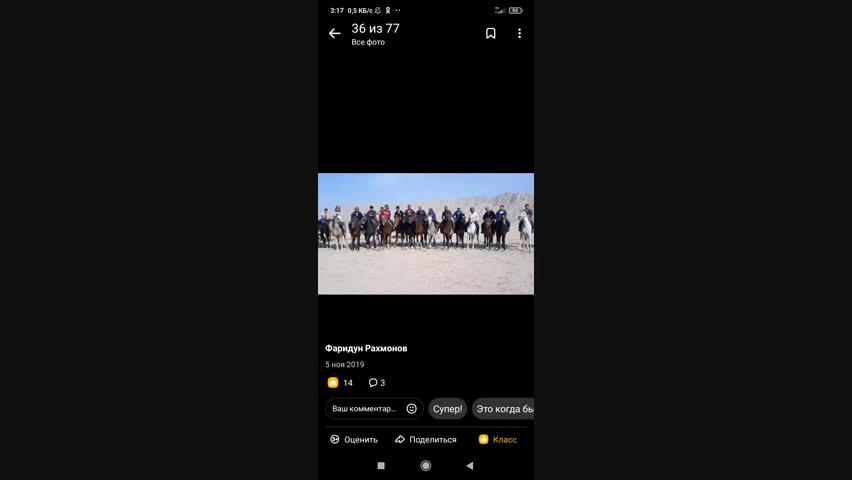 3:17 0,5 КБ/с
36 из 77
Все фото
Фаридун Рахмонов
5 ноя 2019
14 3
Ваш комментар... Супер! Это когда бы
Оценить Поделиться Класс